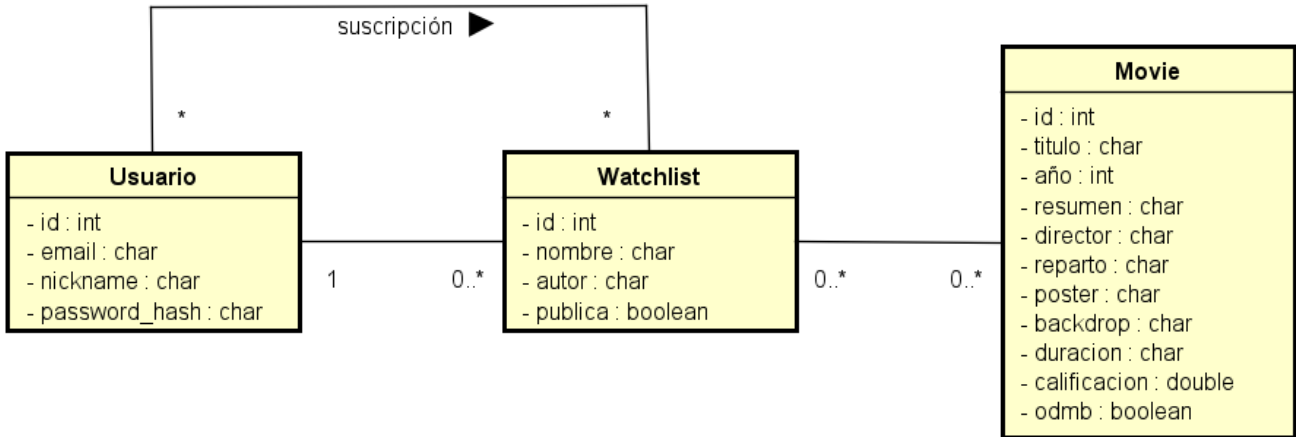 suscripción
*
*
Usuario
- id : int
- email : char
- nickname : char
- password_hash : char
1
0..*
Watchlist
- id : int
- nombre : char
- autor : char
- publica : boolean
0..*
0..*
Movie
- id : int
- titulo : char
- año : int
- resumen : char
- director : char
- reparto : char
- poster : char
- backdrop : char
- duracion : char
- calificacion : double
- odmb : boolean